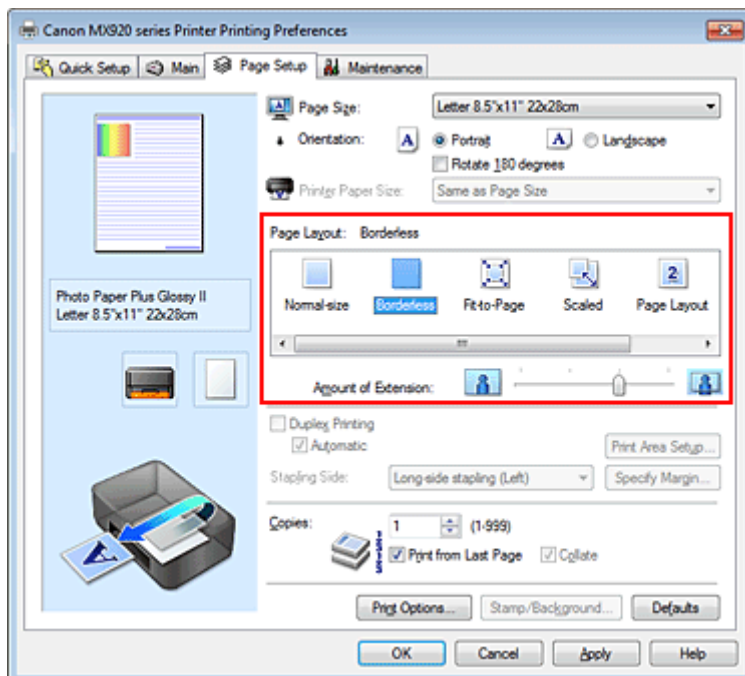 Canon MX920 series Printer Printing Preferences
Quick Setup Main Page Setup Maintenance
Page Size: Letter 8.5"x11" 22x28cm
Orientation: A Portrait A Landscape
Rotate 180 degrees
Printer Paper Size: Same as Page Size
Page Layout: Borderless
2
Normal-size Borderless Fit-to-Page Scaled Page Layout
Photo Paper Plus Glossy II
Letter 8.5"x11" 22x28cm
Amount of Extension:
Duplex Printing
Automatic Print Area Setup...
Stapling Side: Long-side stapling (Left) Specify Margin...
A
Copies: 1 (1-999)
Print from Last Page Collate
Print Options... Stamp/Background... Defaults
OK Cancel Apply Help